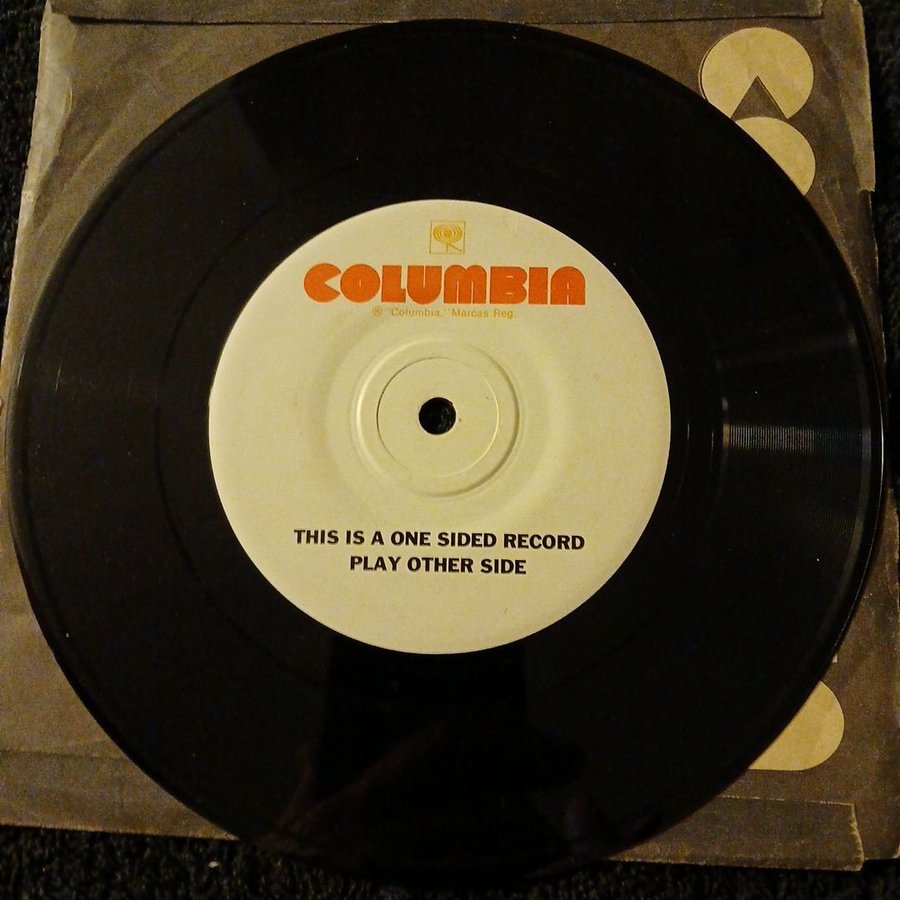 COLUMBIA
® "Columbia," Marcas Reg.
THIS IS A ONE SIDED RECORD
PLAY OTHER SIDE